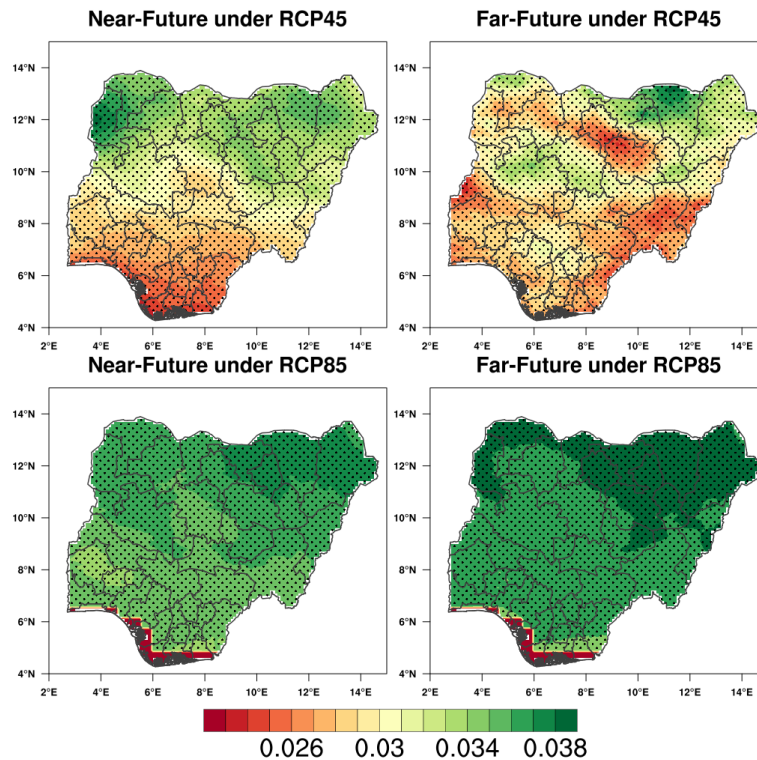 Near-Future under RCP45 Far-Future under RCP45
14°N 14°N
12°N 12°N
10°N 10°N
8°N 8°N
6°N 6°N
4°N 4°N
2°E 4°E 6°E 8°E 10°E 12°E 14°E 2°E 4°E 6°E 8°E 10°E 12°E 14°E
Near-Future under RCP85 Far-Future under RCP85
14°N 14°N
12°N 12°N
10°N 10°N
8°N 8°N
6°N 6°N
4°N 4°N
2°E 4°E 6°E 8°E 10°E 12°E 14°E 2°E 4°E 6°E 8°E 10°E 12°E 14°E
0.026 0.03 0.034 0.038